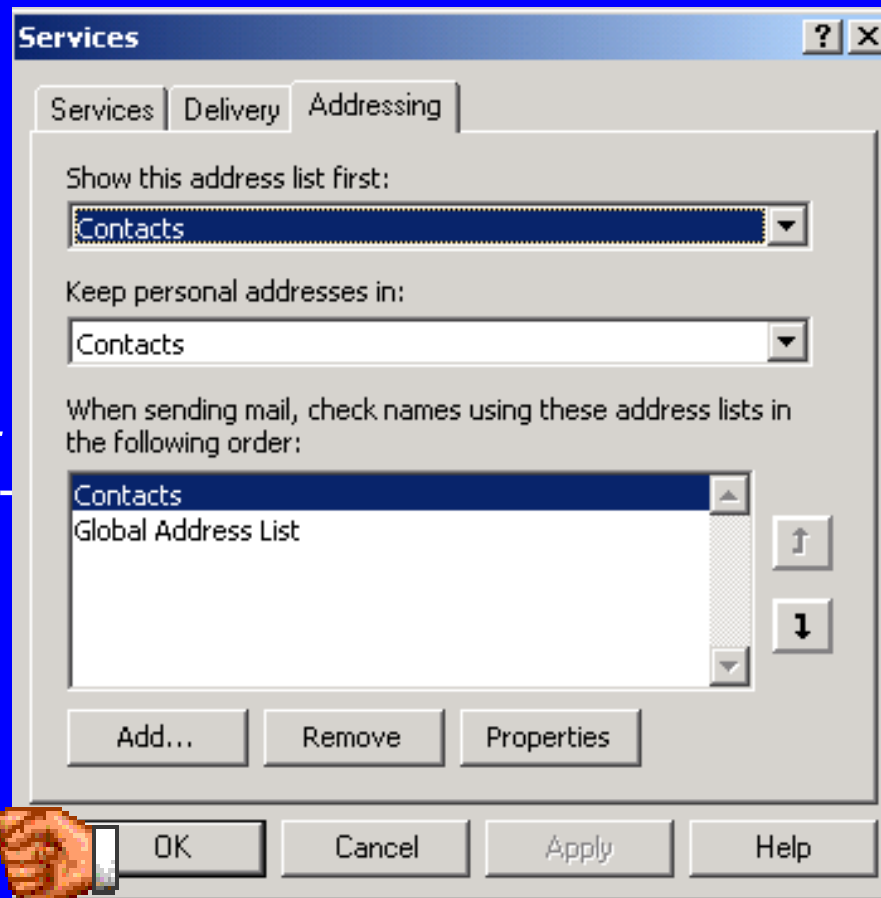 Services
Services Delivery Addressing
Show this address list first:
Contacts
Keep personal addresses in:
Contacts
When sending mail, check names using these address lists in
the following order:
Contacts
Global Address List
Add... Remove Properties
OK Cancel Apply Help